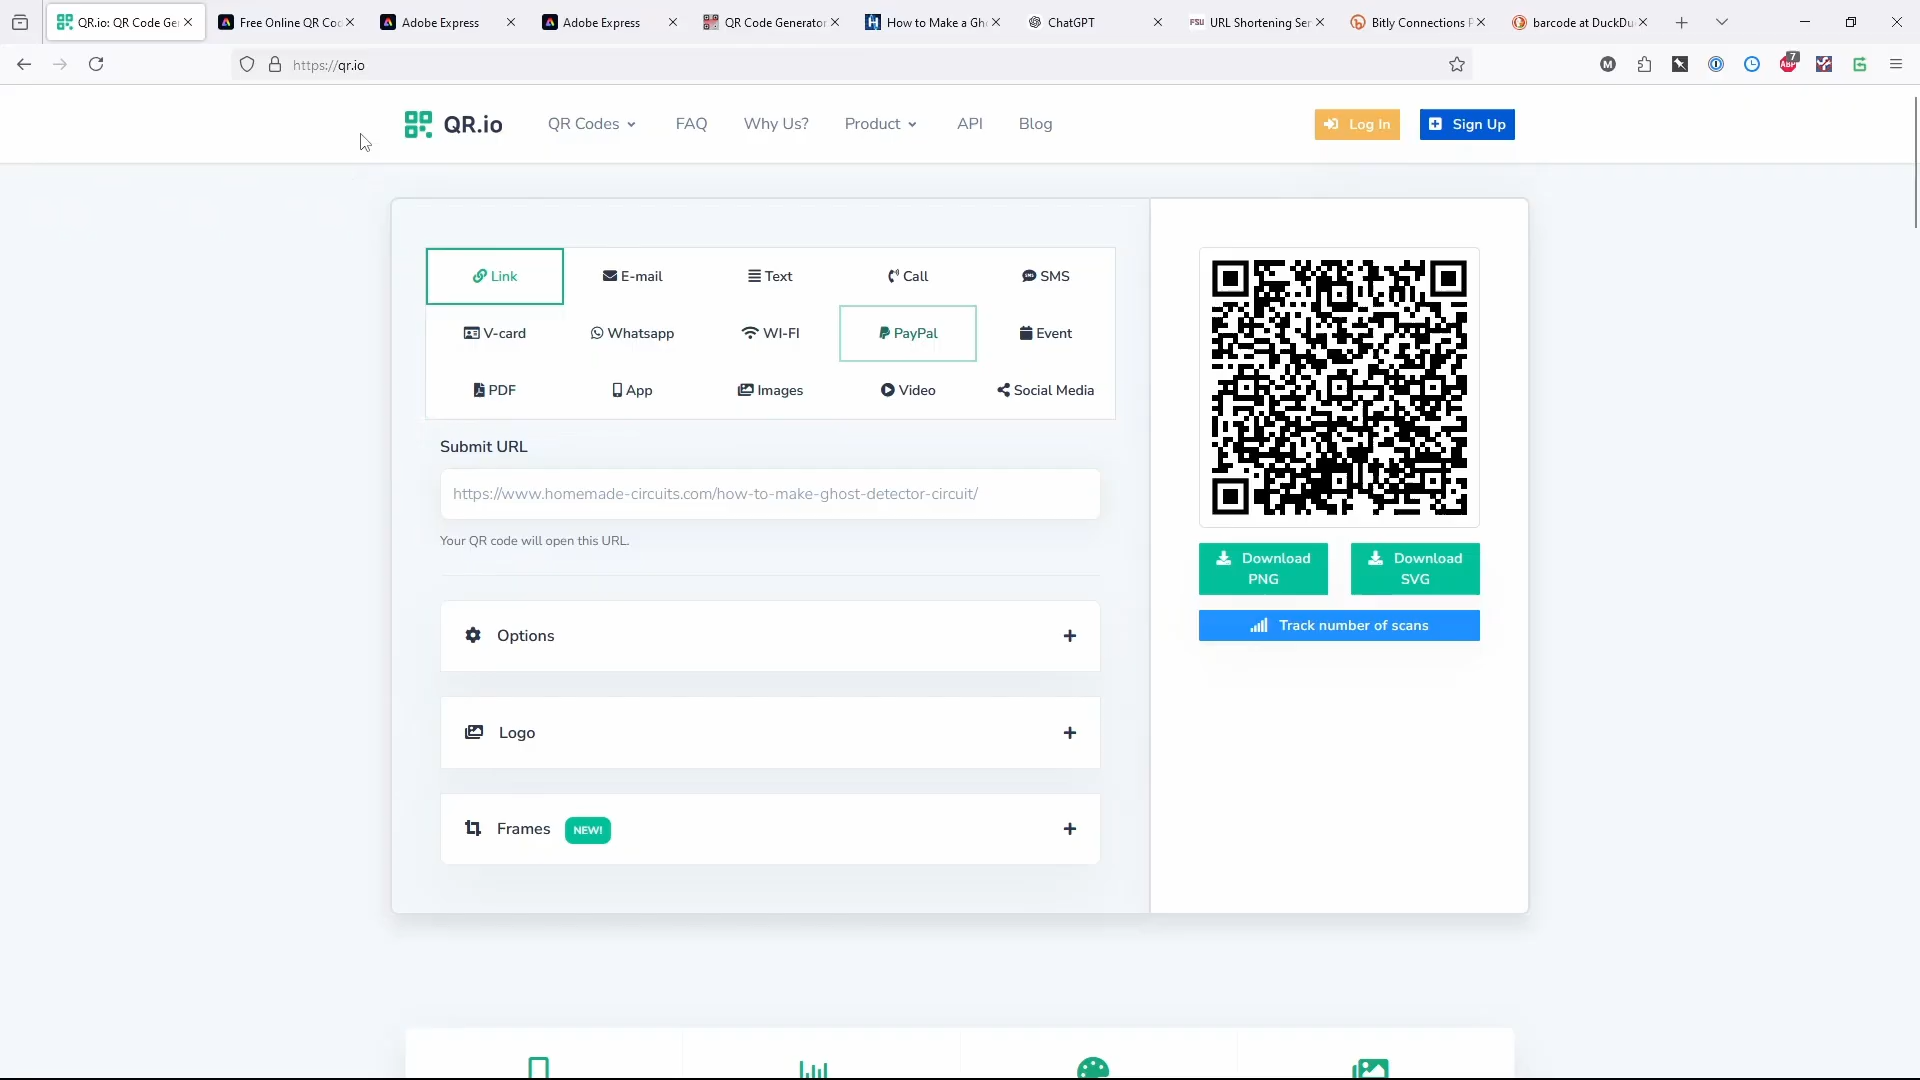 QR.io: QR Code Ge
Free Online QR Co
Adobe Express
Adobe Express
QR Code Generator
How to Make a Gh
ChatGPT
FSU URL Shortening Ser
Bitly Connections P
barcode at DuckDu
https://qr.io
M
ABP
7
QR.io
QR Codes
FAQ
Why Us?
Product
API
Blog
Log In
Sign Up
Link
E-mail
Text
Call
SMS
V-card
Whatsapp
WI-FI
PayPal
Event
PDF
App
Images
Video
Social Media
Submit URL
https://www.homemade-circuits.com/how-to-make-ghost-detector-circuit/
Your QR code will open this URL.
Options
Logo
Frames NEW!
Download
PNG
Download
SVG
Track number of scans